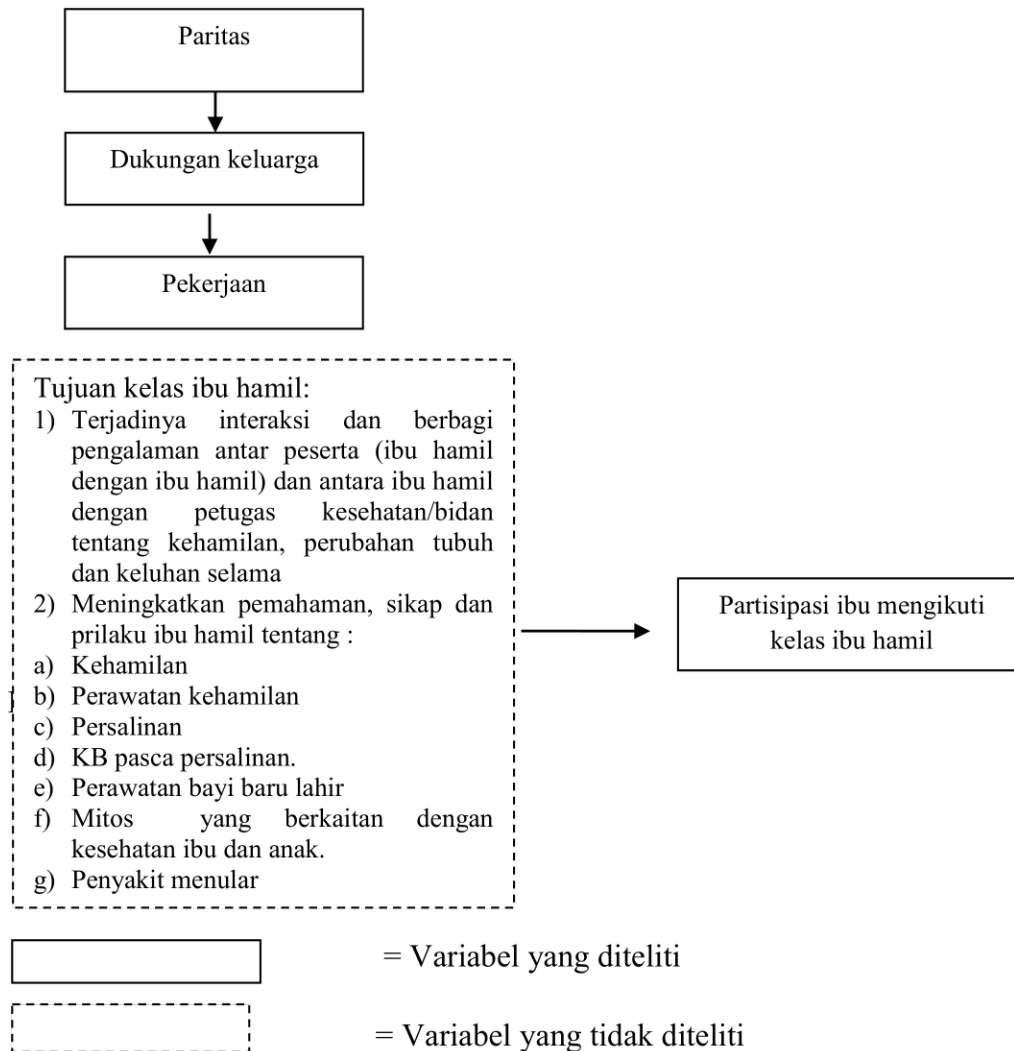 Paritas
Dukungan keluarga
Pekerjaan
Tujuan kelas ibu hamil:
1) Terjadinya interaksi dan berbagi
pengalaman antar peserta (ibu hamil
dengan ibu hamil) dan antara ibu hamil
dengan petugas kesehatan/bidan
tentang kehamilan, perubahan tubuh
dan keluhan selama
2) Meningkatkan pemahaman, sikap dan
prilaku ibu hamil tentang :
a) Kehamilan
b) Perawatan kehamilan
c) Persalinan
d) KB pasca persalinan.
e) Perawatan bayi baru lahir
f) Mitos yang berkaitan dengan
kesehatan ibu dan anak.
g) Penyakit menular
Partisipasi ibu mengikuti
kelas ibu hamil
= Variabel yang diteliti
= Variabel yang tidak diteliti